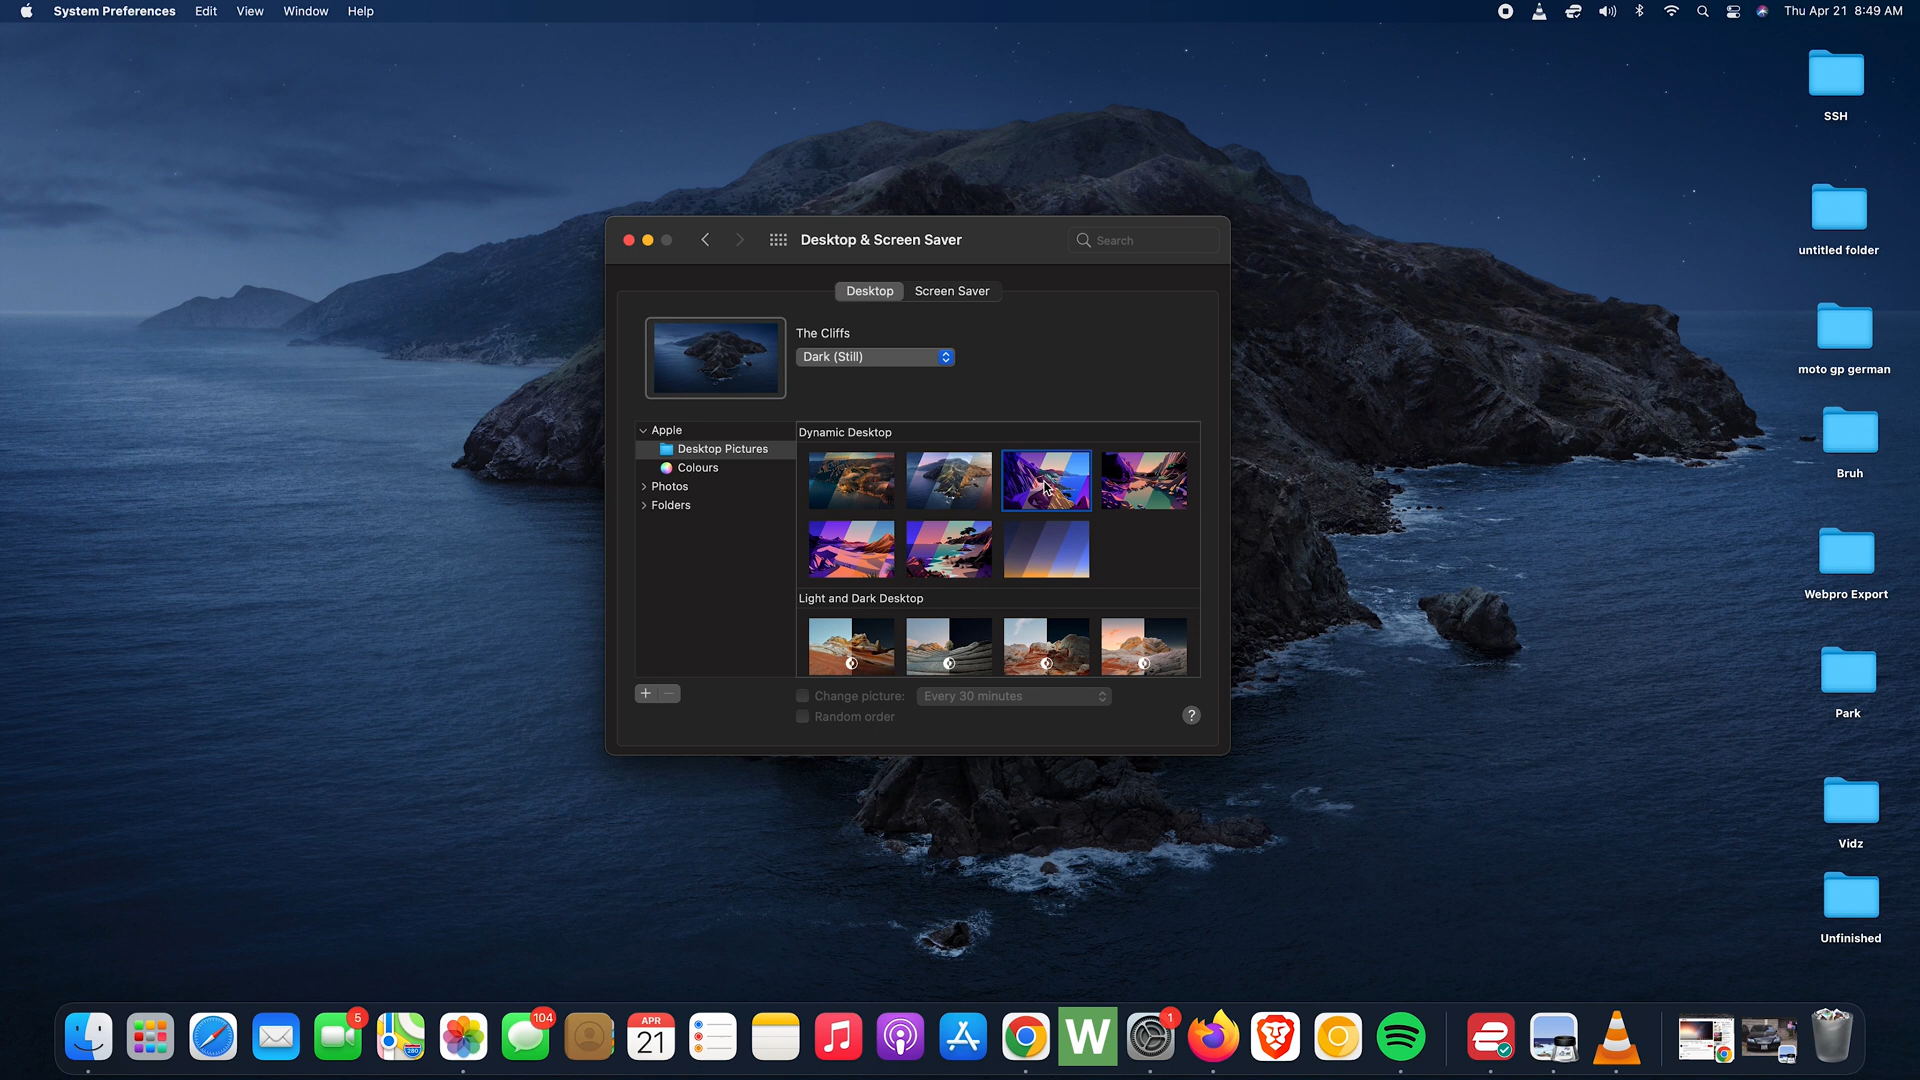 System Preferences Edit View Window Help
Thu Apr 21 8:49 AM
SSH
untitled folder
moto gp german
Bruh
Webpro Export
Park
Vidz
Unfinished
Desktop & Screen Saver
Search
Desktop Screen Saver
The Cliffs
Dark (Still)
Apple
Desktop Pictures
Colours
Photos
Folders
Dynamic Desktop
Light and Dark Desktop
+ −
Change picture: Every 30 minutes
Random order
?
5
280
104
APR
21
W
1